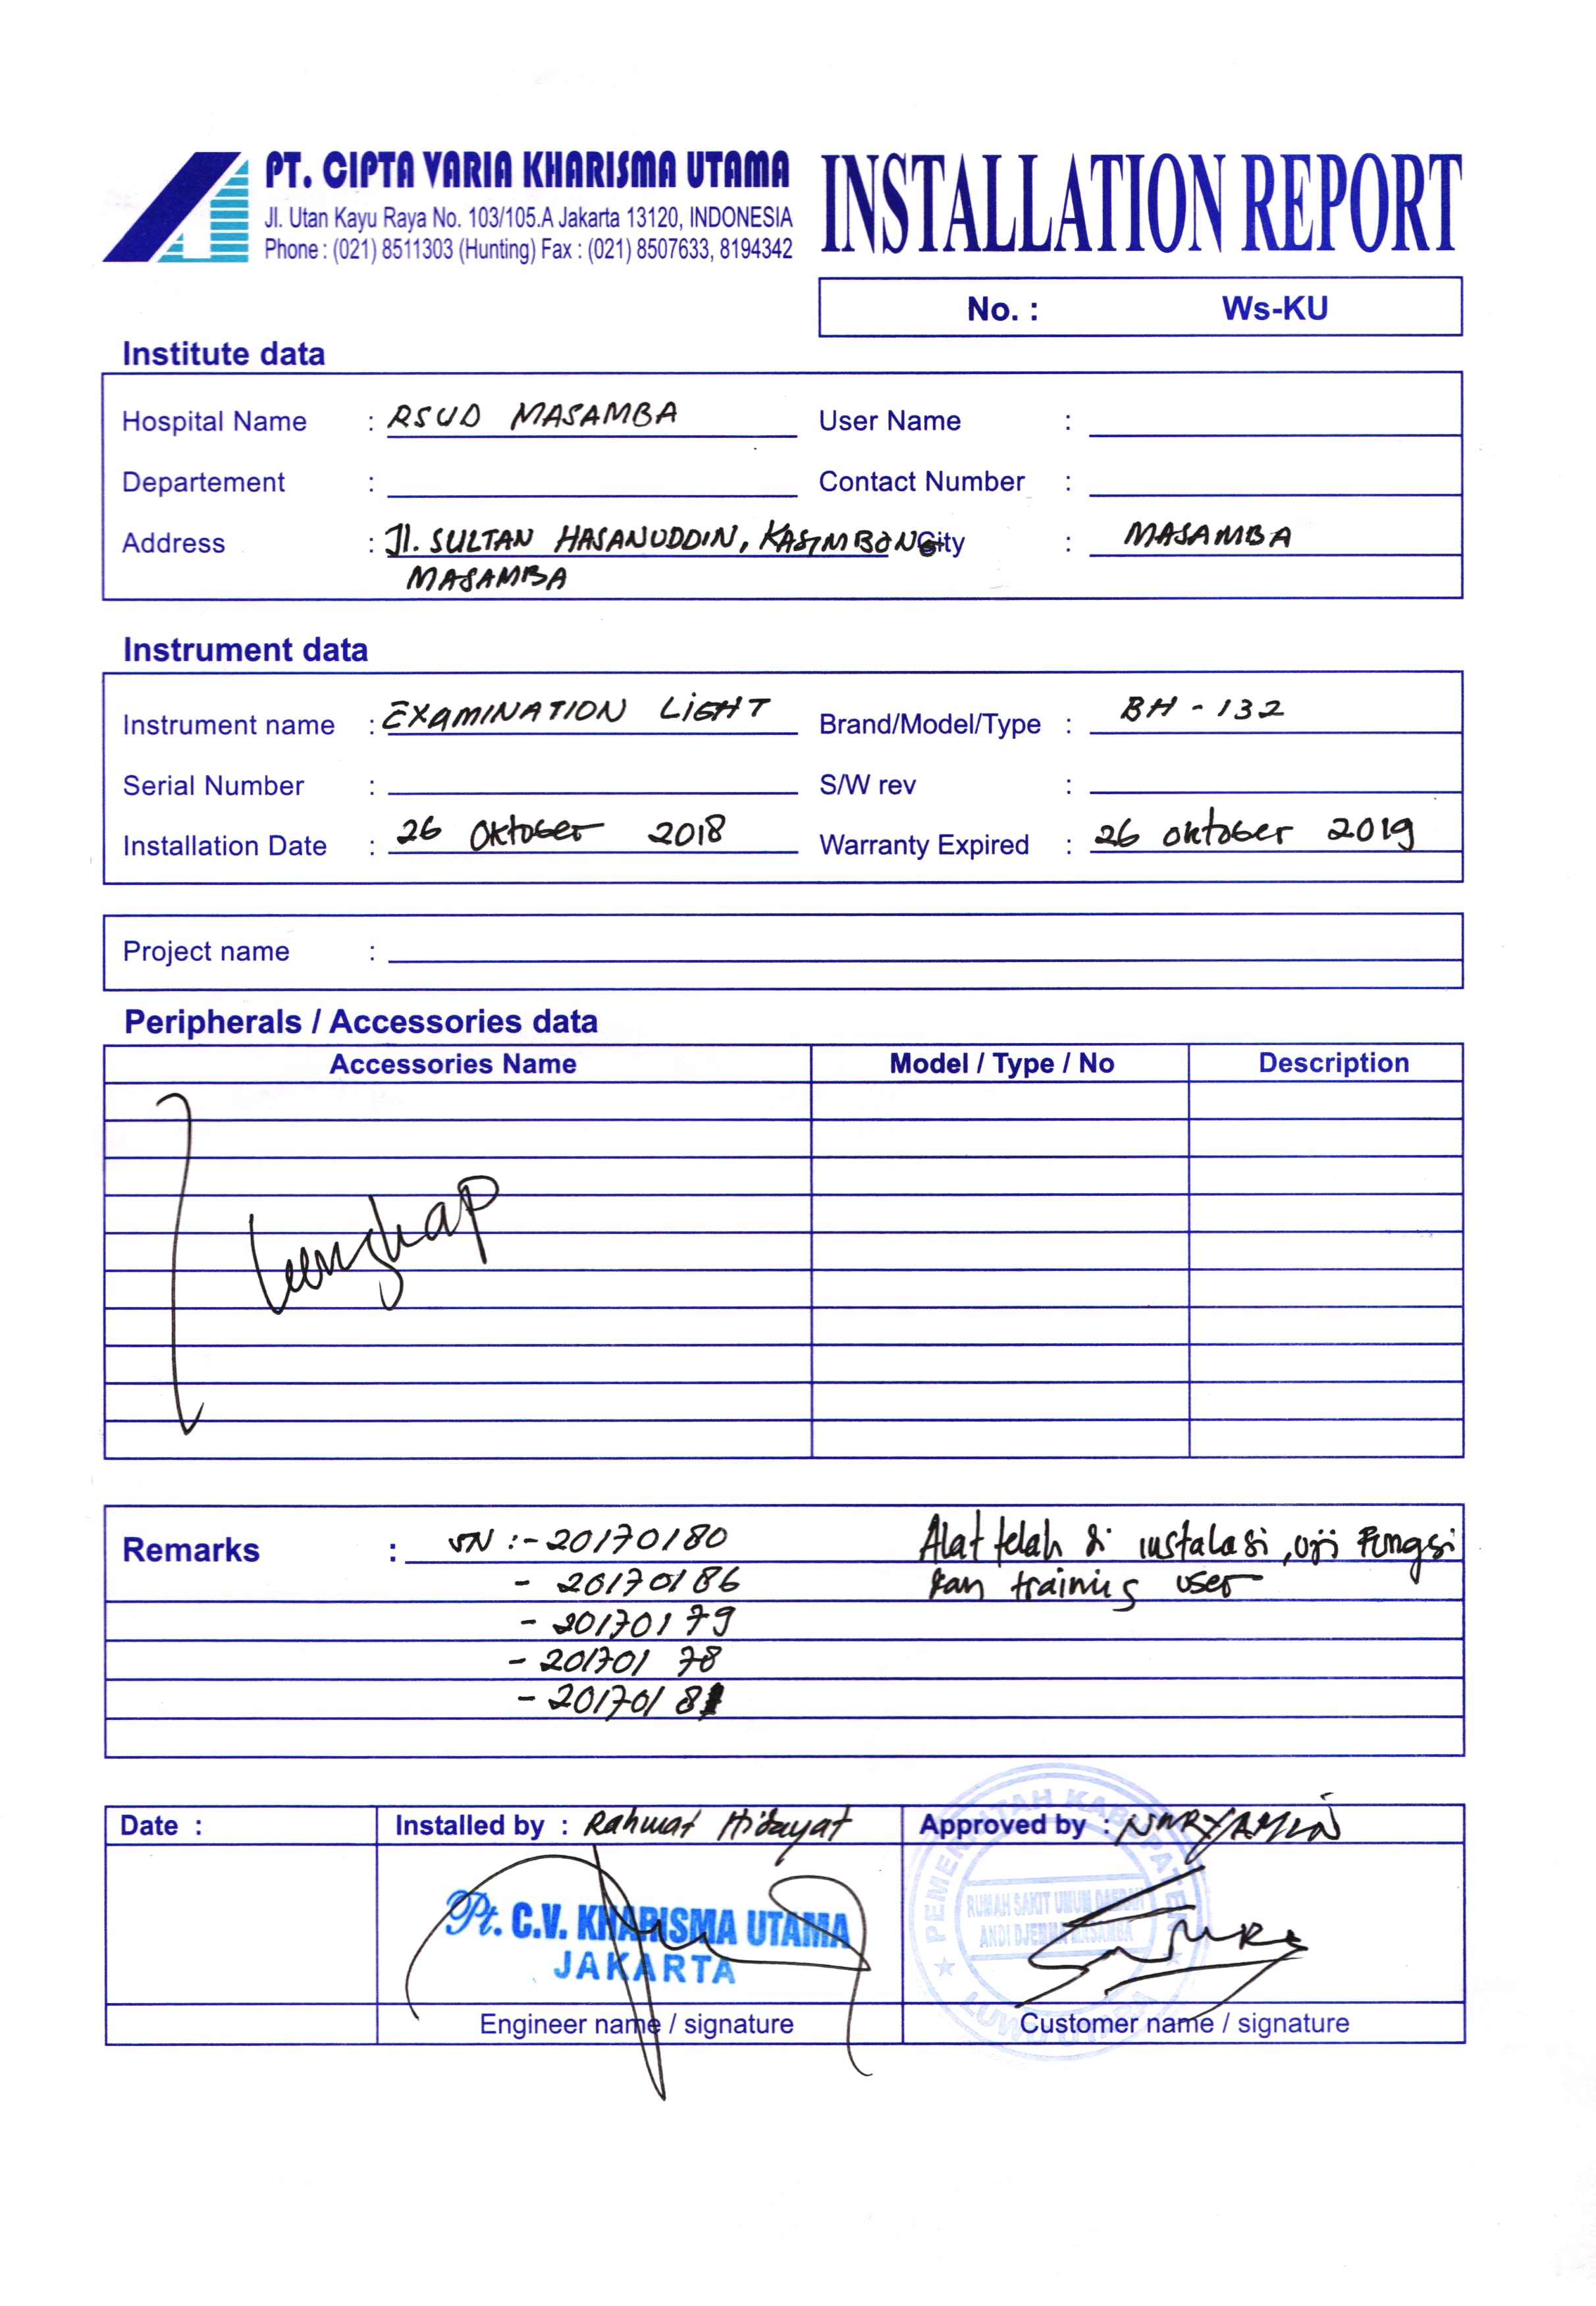 PT. CIPTA VARIA KHARISMA UTAMA
Jl. Utan Kayu Raya No. 103/105.A Jakarta 13120, INDONESIA
Phone : (021) 8511303 (Hunting) Fax : (021) 8507633, 8194342
INSTALLATION REPORT
No. : Ws-KU
Institute data
Hospital Name : RSUD MASAMBA User Name :
Departement : Contact Number :
Address : Jl. SULTAN HASANUDDIN, KASIMBONG City : MASAMBA
MASAMBA
Instrument data
Instrument name : EXAMINATION LIGHT Brand/Model/Type : BH - 132
Serial Number : S/W rev :
Installation Date : 26 Oktober 2018 Warranty Expired : 26 oktober 2019
Project name :
Peripherals / Accessories data
Accessories Name Model / Type / No Description
Lengkap
Remarks : SN : - 20170180 Alat telah di instalasi, uji Fungsi
- 20170186 dan training user
- 20170179
- 20170178
- 20170181
Date : Installed by : Rahmat Hidayat Approved by : NURYAMIN
Pt. C.V. KHARISMA UTAMA
JAKARTA
PEMERINTAH KABUPATEN
RUMAH SAKIT UMUM DAERAH
ANDI DJEMMA MASAMBA
LUWU UTARA
Engineer name / signature Customer name / signature